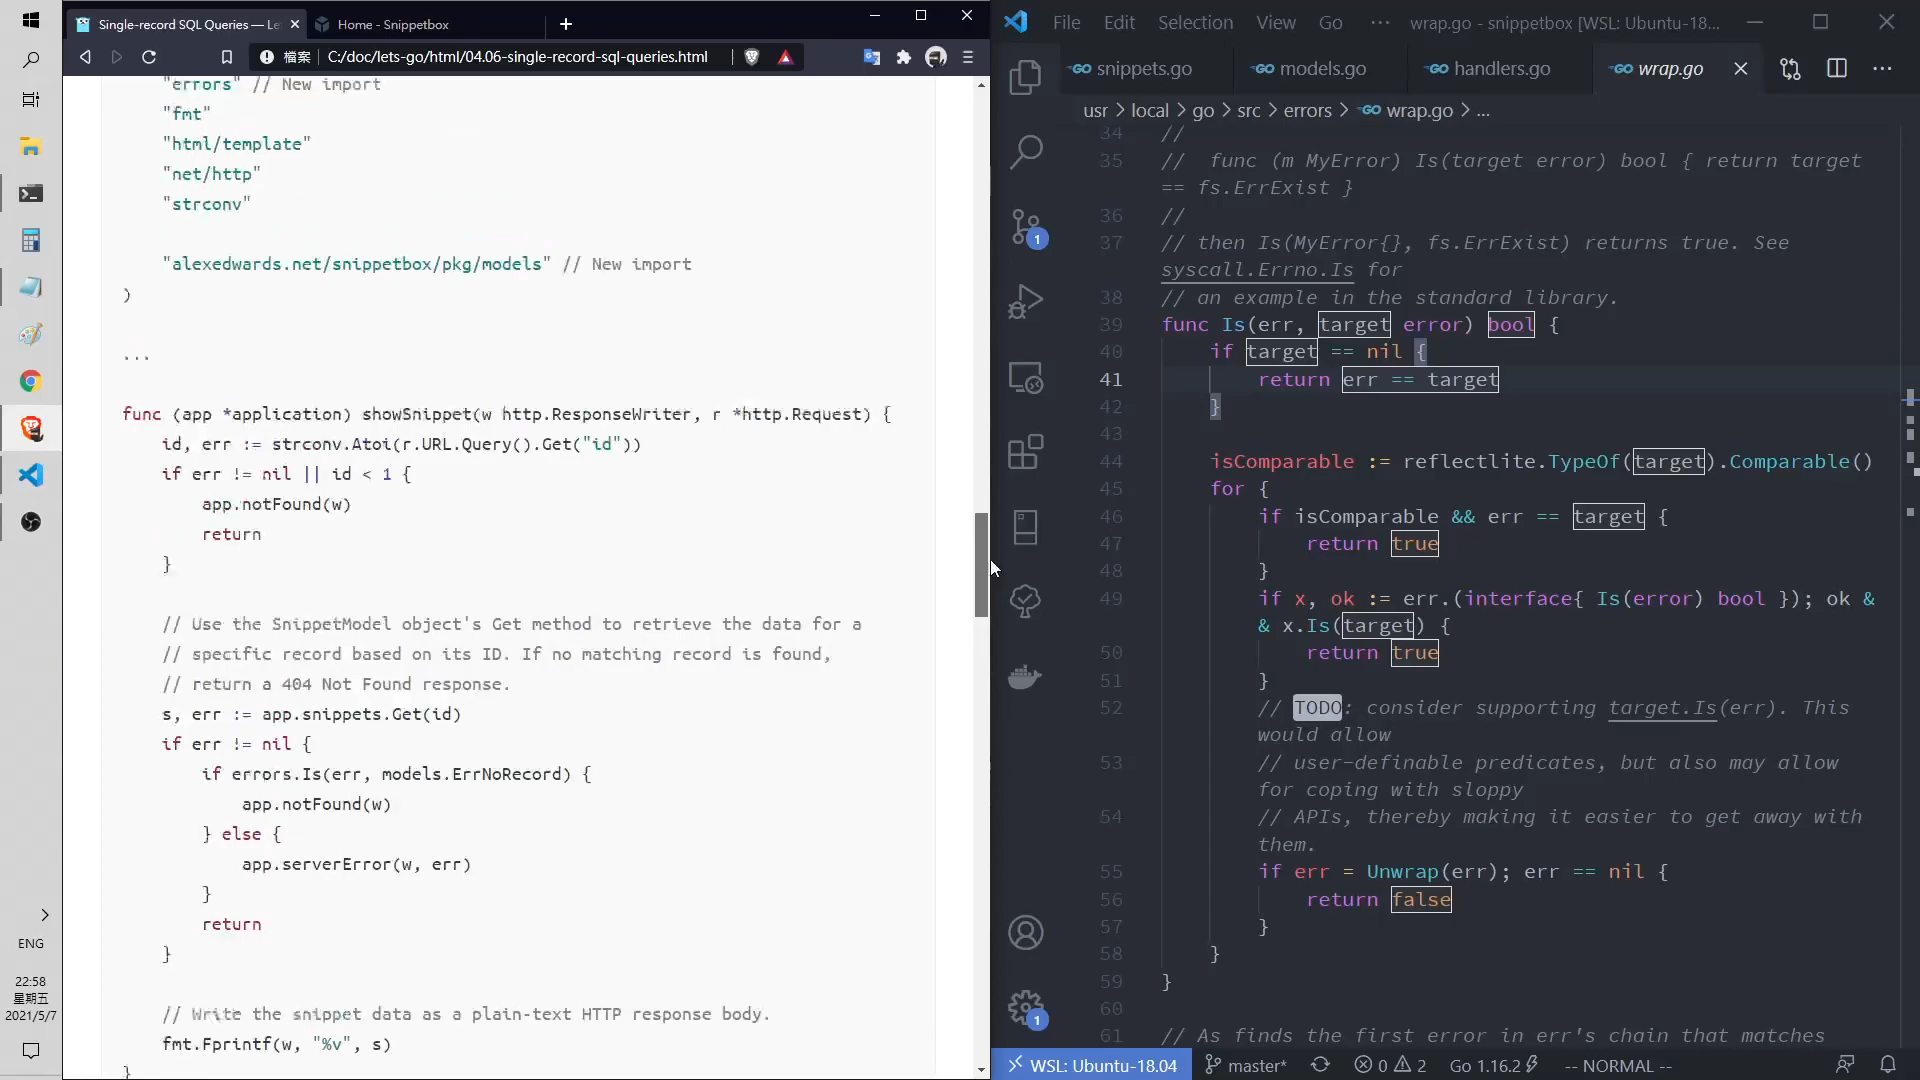 Single-record SQL Queries — Le
Home - Snippetbox
檔案
C:/doc/lets-go/html/04.06-single-record-sql-queries.html
"errors" // New import
"fmt"
"html/template"
"net/http"
"strconv"
"alexedwards.net/snippetbox/pkg/models" // New import
)
...
func (app *application) showSnippet(w http.ResponseWriter, r *http.Request) {
id, err := strconv.Atoi(r.URL.Query().Get("id"))
if err != nil || id < 1 {
app.notFound(w)
return
}
// Use the SnippetModel object's Get method to retrieve the data for a
// specific record based on its ID. If no matching record is found,
// return a 404 Not Found response.
s, err := app.snippets.Get(id)
if err != nil {
if errors.Is(err, models.ErrNoRecord) {
app.notFound(w)
} else {
app.serverError(w, err)
}
return
}
// Write the snippet data as a plain-text HTTP response body.
fmt.Fprintf(w, "%v", s)
}
ENG
22:58
星期五
2021/5/7
File Edit Selection View Go ··· wrap.go - snippetbox [WSL: Ubuntu-18...
snippets.go
models.go
handlers.go
wrap.go
usr > local > go > src > errors > wrap.go > ...
34 //
35 // func (m MyError) Is(target error) bool { return target
== fs.ErrExist }
36 //
37 // then Is(MyError{}, fs.ErrExist) returns true. See
syscall.Errno.Is for
38 // an example in the standard library.
39 func Is(err, target error) bool {
40 if target == nil {
41 return err == target
42 }
43
44 isComparable := reflectlite.TypeOf(target).Comparable()
45 for {
46 if isComparable && err == target {
47 return true
48 }
49 if x, ok := err.(interface{ Is(error) bool }); ok &
& x.Is(target) {
50 return true
51 }
52 // TODO: consider supporting target.Is(err). This
would allow
53 // user-definable predicates, but also may allow
for coping with sloppy
54 // APIs, thereby making it easier to get away with
them.
55 if err = Unwrap(err); err == nil {
56 return false
57 }
58 }
59 }
60
61 // As finds the first error in err's chain that matches
1
1
WSL: Ubuntu-18.04 master* 0 2 Go 1.16.2 -- NORMAL --